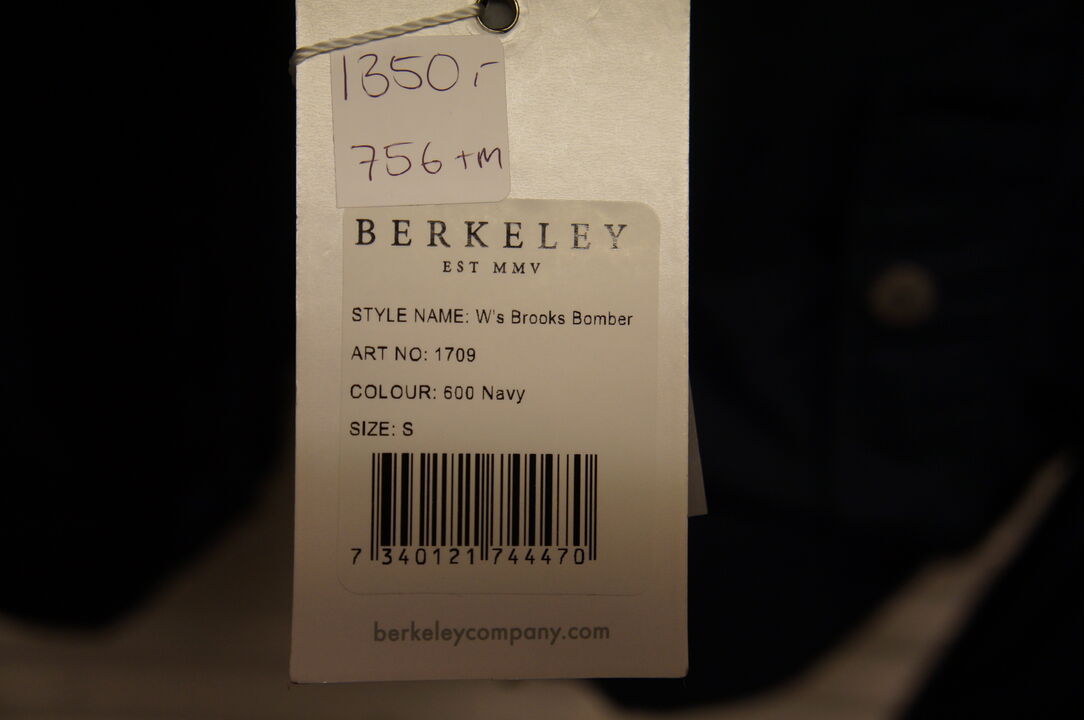 1350,-
756 +m
BERKELEY
EST MMV
STYLE NAME: W's Brooks Bomber
ART NO: 1709
COLOUR: 600 Navy
SIZE: S
7 340121 744470
berkeleycompany.com